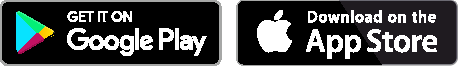 GET IT ON
Google Play
Download on the
App Store